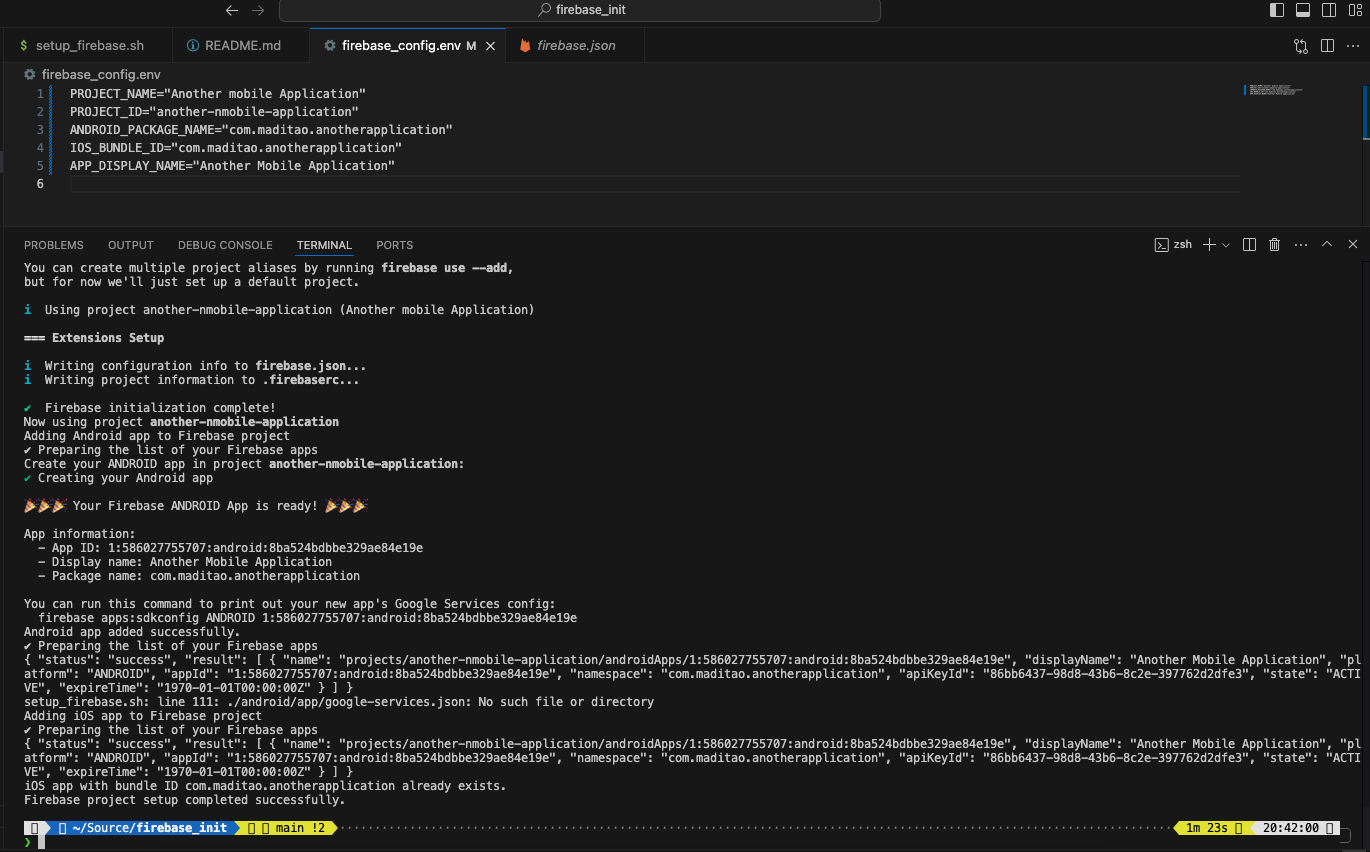 firebase_init
setup_firebase.sh
README.md
firebase_config.env M
firebase.json
firebase_config.env
1 PROJECT_NAME="Another mobile Application"
2 PROJECT_ID="another-nmobile-application"
3 ANDROID_PACKAGE_NAME="com.maditao.anotherapplication"
4 IOS_BUNDLE_ID="com.maditao.anotherapplication"
5 APP_DISPLAY_NAME="Another Mobile Application"
6
PROBLEMS OUTPUT DEBUG CONSOLE TERMINAL PORTS zsh
You can create multiple project aliases by running firebase use --add,
but for now we'll just set up a default project.
i Using project another-nmobile-application (Another mobile Application)
=== Extensions Setup
i Writing configuration info to firebase.json...
i Writing project information to .firebaserc...
✔ Firebase initialization complete!
Now using project another-nmobile-application
Adding Android app to Firebase project
✔ Preparing the list of your Firebase apps
Create your ANDROID app in project another-nmobile-application:
✔ Creating your Android app
🎉🎉🎉 Your Firebase ANDROID App is ready! 🎉🎉🎉
App information:
- App ID: 1:586027755707:android:8ba524bdbbe329ae84e19e
- Display name: Another Mobile Application
- Package name: com.maditao.anotherapplication
You can run this command to print out your new app's Google Services config:
firebase apps:sdkconfig ANDROID 1:586027755707:android:8ba524bdbbe329ae84e19e
Android app added successfully.
✔ Preparing the list of your Firebase apps
{ "status": "success", "result": [ { "name": "projects/another-nmobile-application/androidApps/1:586027755707:android:8ba524bdbbe329ae84e19e", "displayName": "Another Mobile Application", "pl
atform": "ANDROID", "appId": "1:586027755707:android:8ba524bdbbe329ae84e19e", "namespace": "com.maditao.anotherapplication", "apiKeyId": "86bb6437-98d8-43b6-8c2e-397762d2dfe3", "state": "ACTI
VE", "expireTime": "1970-01-01T00:00:00Z" } ] }
setup_firebase.sh: line 111: ./android/app/google-services.json: No such file or directory
Adding iOS app to Firebase project
✔ Preparing the list of your Firebase apps
{ "status": "success", "result": [ { "name": "projects/another-nmobile-application/androidApps/1:586027755707:android:8ba524bdbbe329ae84e19e", "displayName": "Another Mobile Application", "pl
atform": "ANDROID", "appId": "1:586027755707:android:8ba524bdbbe329ae84e19e", "namespace": "com.maditao.anotherapplication", "apiKeyId": "86bb6437-98d8-43b6-8c2e-397762d2dfe3", "state": "ACTI
VE", "expireTime": "1970-01-01T00:00:00Z" } ] }
iOS app with bundle ID com.maditao.anotherapplication already exists.
Firebase project setup completed successfully.
~/Source/firebase_init main !2 1m 23s 20:42:00
❯